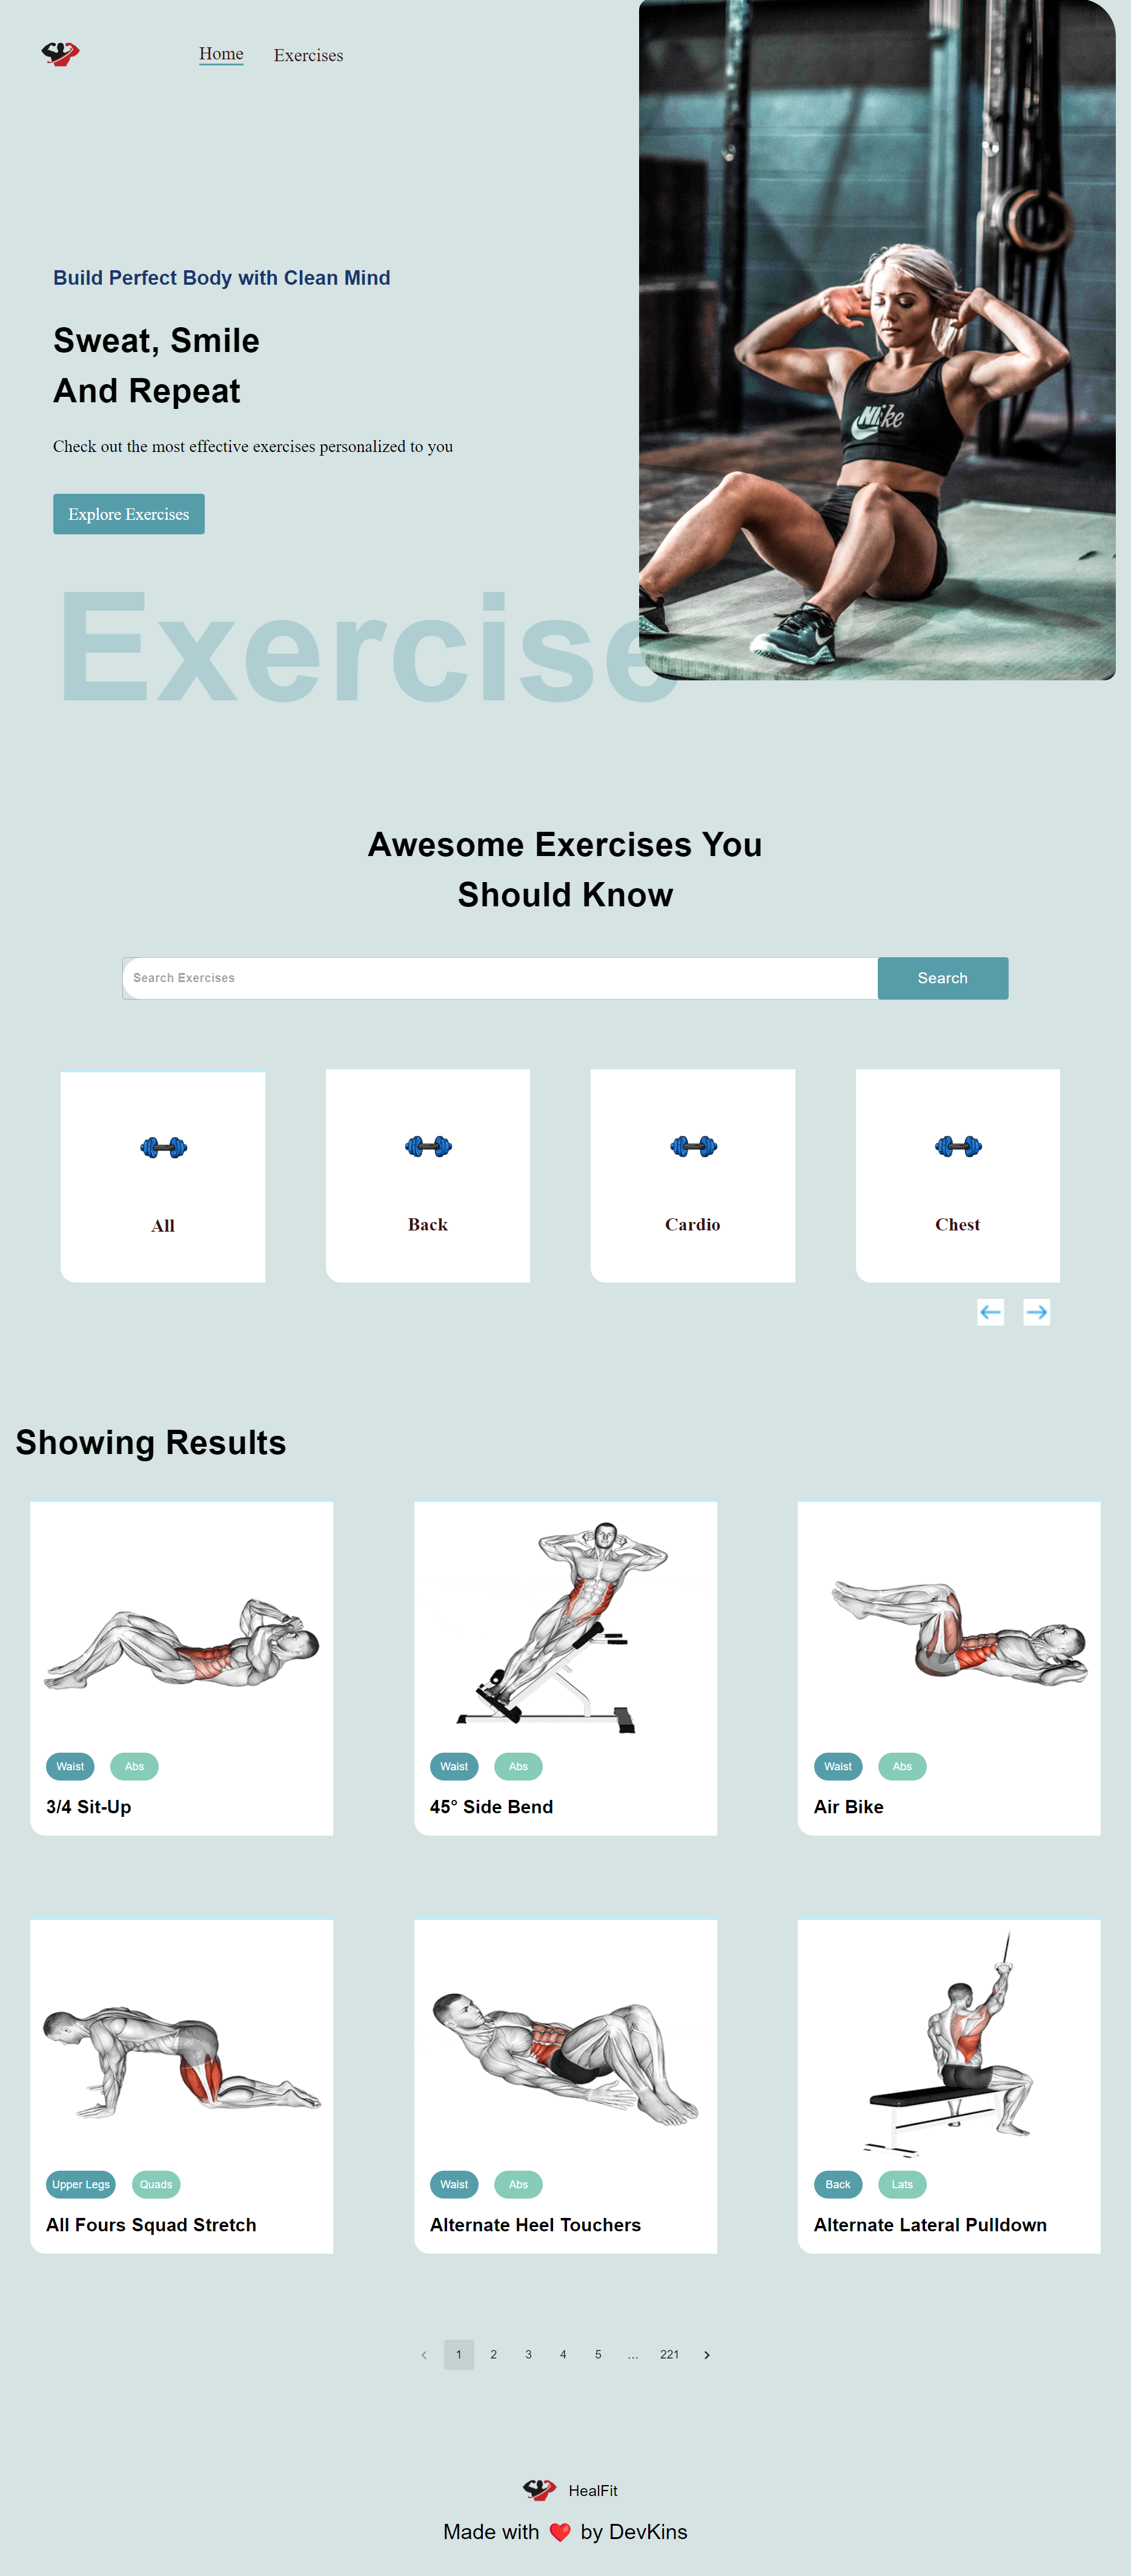 Home
Exercises
Build Perfect Body with Clean Mind
Sweat, Smile
And Repeat
Check out the most effective exercises personalized to you
Explore Exercises
Exercise
Nike
Awesome Exercises You
Should Know
Search Exercises
Search
All
Back
Cardio
Chest
Showing Results
Waist
Abs
3/4 Sit-Up
Waist
Abs
45° Side Bend
Waist
Abs
Air Bike
Upper Legs
Quads
All Fours Squad Stretch
Waist
Abs
Alternate Heel Touchers
Back
Lats
Alternate Lateral Pulldown
1 2 3 4 5 … 221
HealFit
Made with ❤️ by DevKins